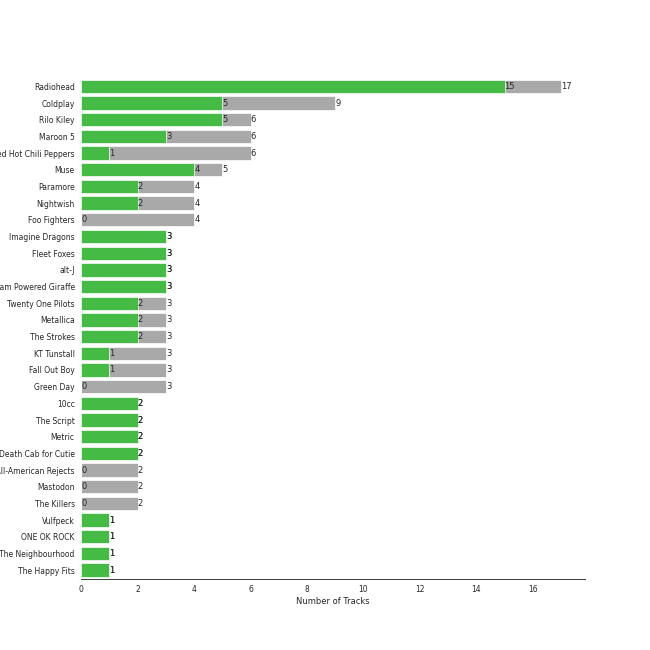 Radiohead 15 17
Coldplay 5 9
Rilo Kiley 5 6
Maroon 5 3 6
ed Hot Chili Peppers 1 6
Muse 4 5
Paramore 2 4
Nightwish 2 4
Foo Fighters 0 4
Imagine Dragons 3
Fleet Foxes 3
alt-J 3
am Powered Giraffe 3
Twenty One Pilots 2 3
Metallica 2 3
The Strokes 2 3
KT Tunstall 1 3
Fall Out Boy 1 3
Green Day 0 3
10cc 2
The Script 2
Metric 2
Death Cab for Cutie 2
ll-American Rejects 0 2
Mastodon 0 2
The Killers 0 2
Vulfpeck 1
ONE OK ROCK 1
The Neighbourhood 1
The Happy Fits 1
0 2 4 6 8 10 12 14 16
Number of Tracks